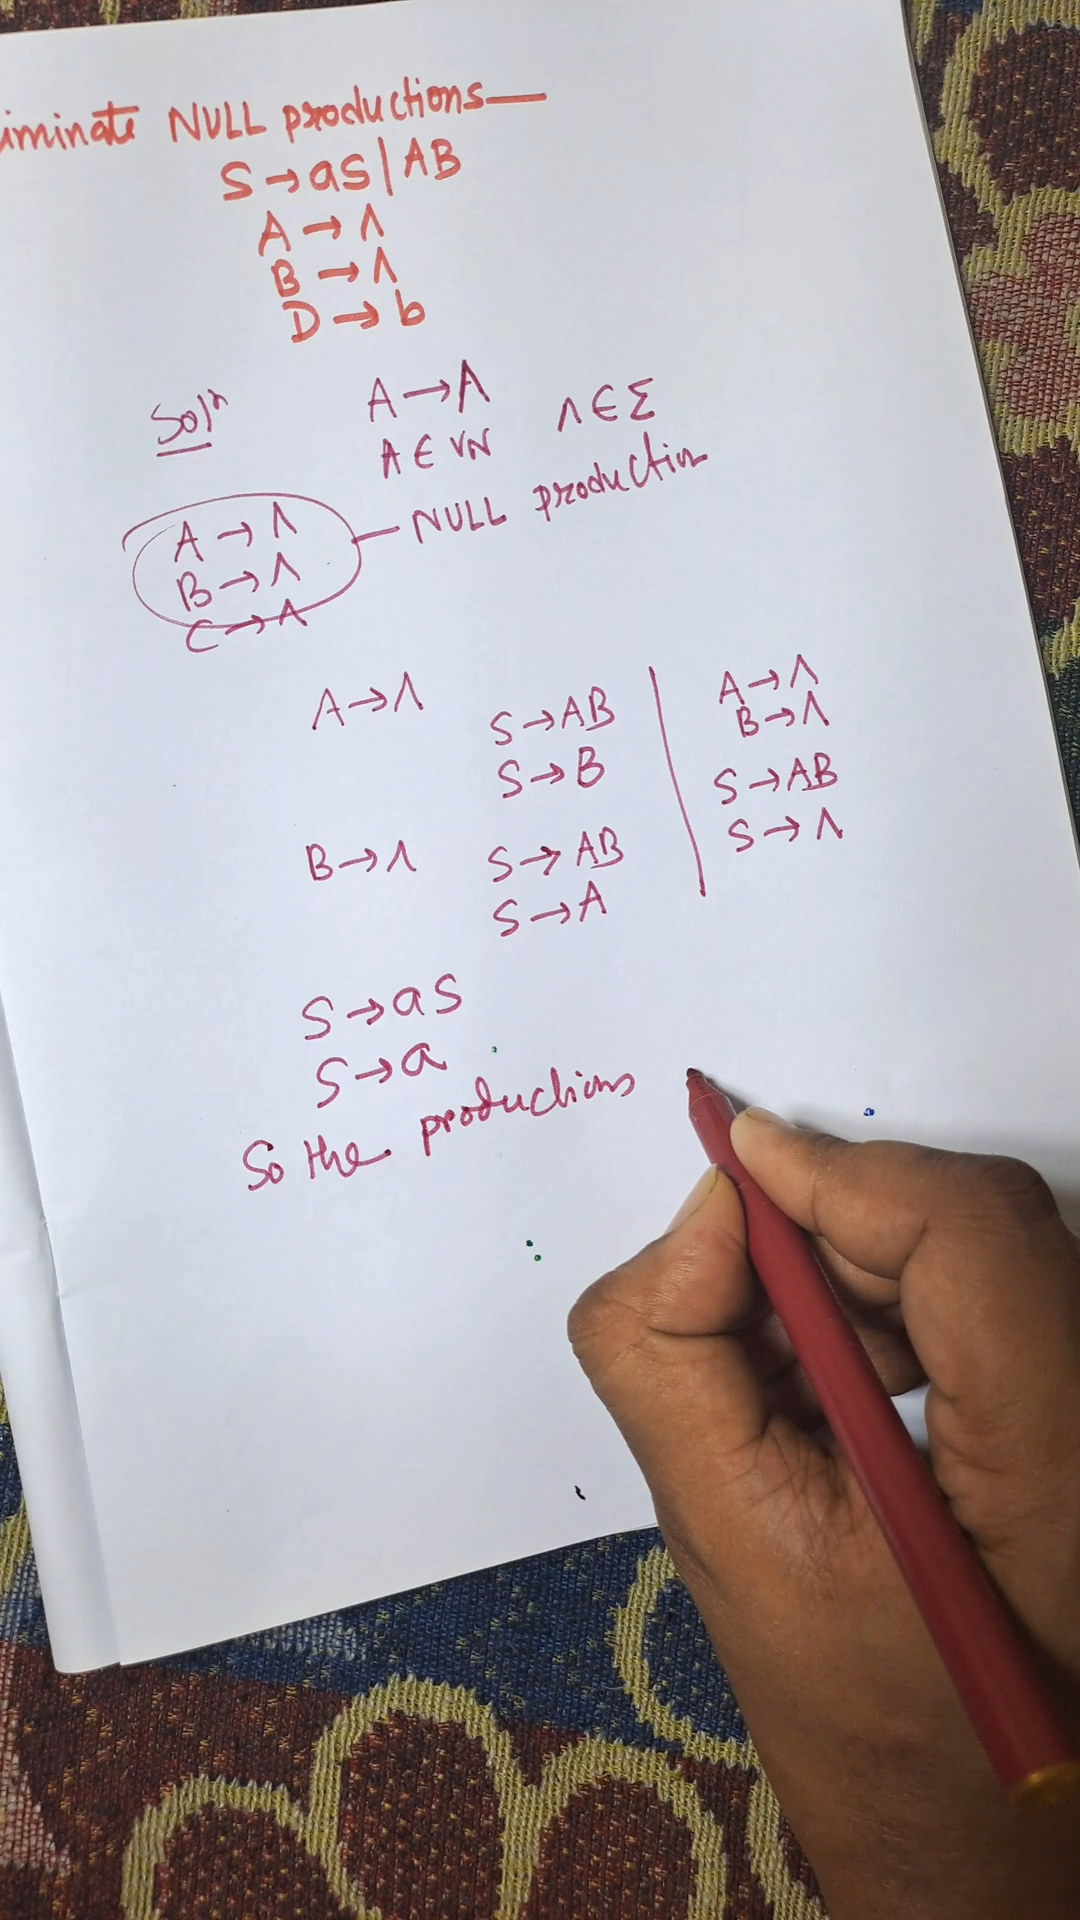 iminate NULL productions—
S → aS | AB
A → Λ
B → Λ
D → b
Soln
A → Λ
A ∈ VN Λ ∈ Σ
A → Λ
B → Λ
C → Λ
— NULL production
A → Λ
S → AB
S → B
B → Λ
S → AB
S → A
A → Λ
B → Λ
S → AB
S → Λ
S → aS
S → a
So the productions